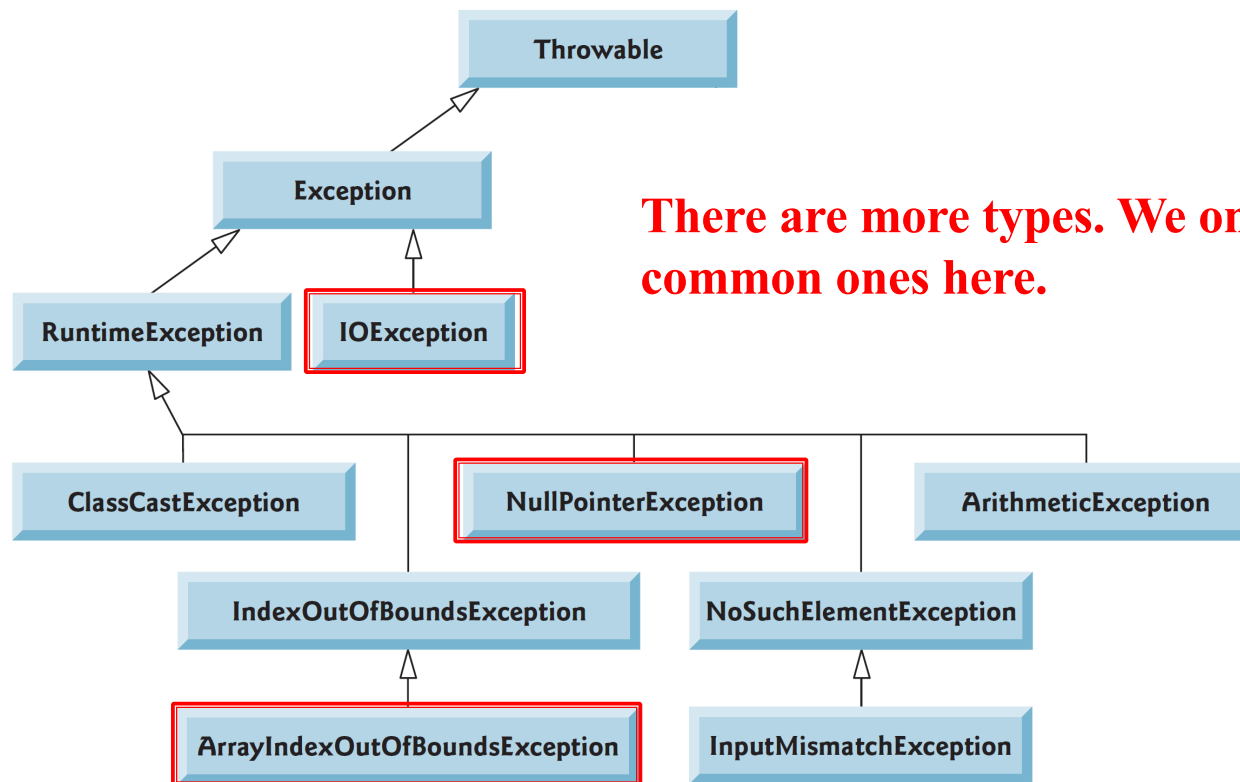 Throwable
Exception
There are more types. We
common ones here.
RuntimeException
IOException
ClassCastException
NullPointerException
ArithmeticException
IndexOutOfBoundsException
NoSuchElementException
ArrayIndexOutOfBoundsException
InputMismatchException